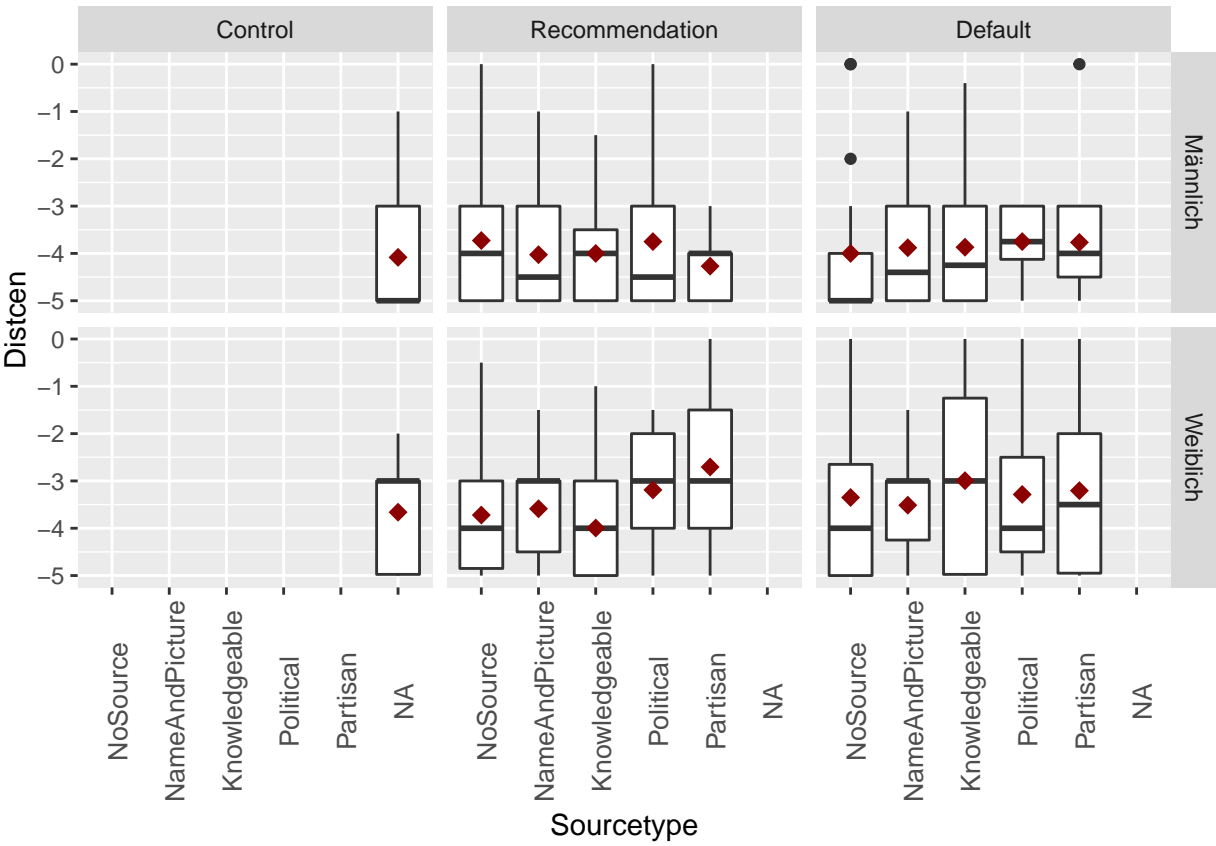 Control Recommendation Default
0
−1
−2
−3
−4
−5
Männlich
Distcen
0
−1
−2
−3
−4
−5
Weiblich
NoSource NameAndPicture Knowledgeable Political Partisan NA NoSource NameAndPicture Knowledgeable Political Partisan NA NoSource NameAndPicture Knowledgeable Political Partisan NA
Sourcetype